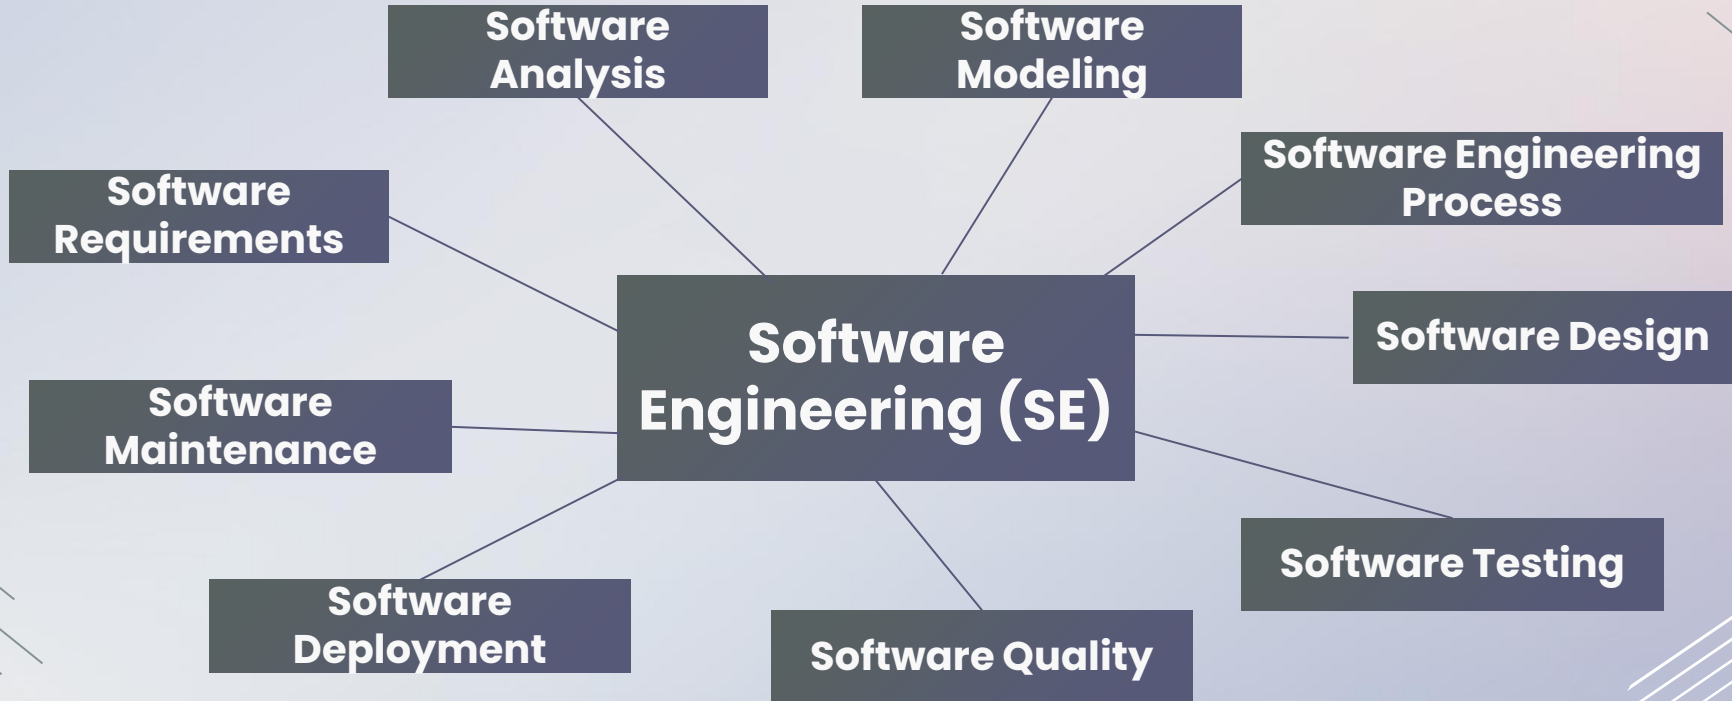 Software
Analysis
Software
Modeling
Software Engineering
Process
Software
Requirements
Software Design
Software
Engineering (SE)
Software
Maintenance
Software Testing
Software
Deployment
Software Quality